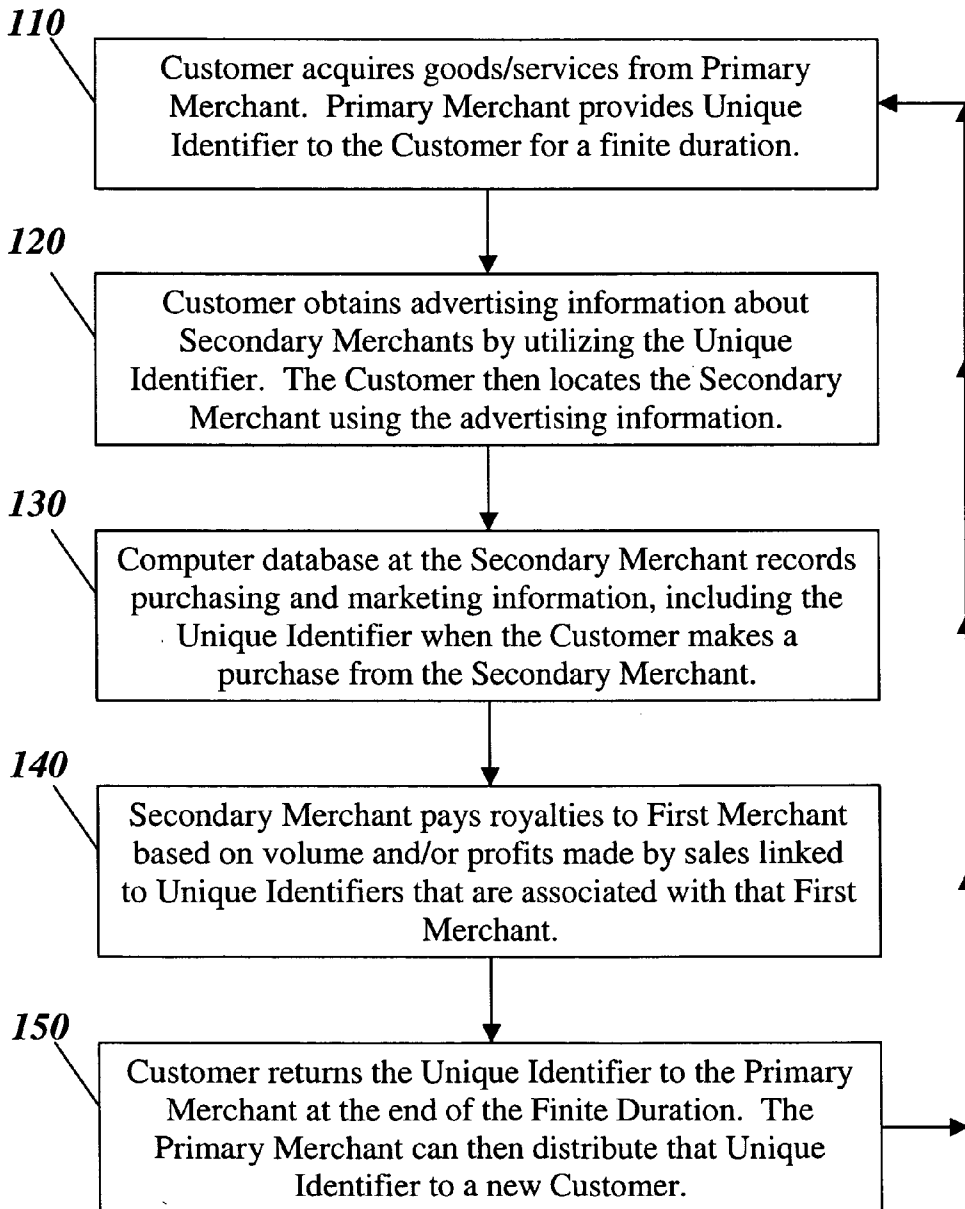 110
Customer acquires goods/services from Primary
Merchant. Primary Merchant provides Unique
Identifier to the Customer for a finite duration.
120
Customer obtains advertising information about
Secondary Merchants by utilizing the Unique
Identifier. The Customer then locates the Secondary
Merchant using the advertising information.
130
Computer database at the Secondary Merchant records
purchasing and marketing information, including the
Unique Identifier when the Customer makes a
purchase from the Secondary Merchant.
140
Secondary Merchant pays royalties to First Merchant
based on volume and/or profits made by sales linked
to Unique Identifiers that are associated with that First
Merchant.
150
Customer returns the Unique Identifier to the Primary
Merchant at the end of the Finite Duration. The
Primary Merchant can then distribute that Unique
Identifier to a new Customer.